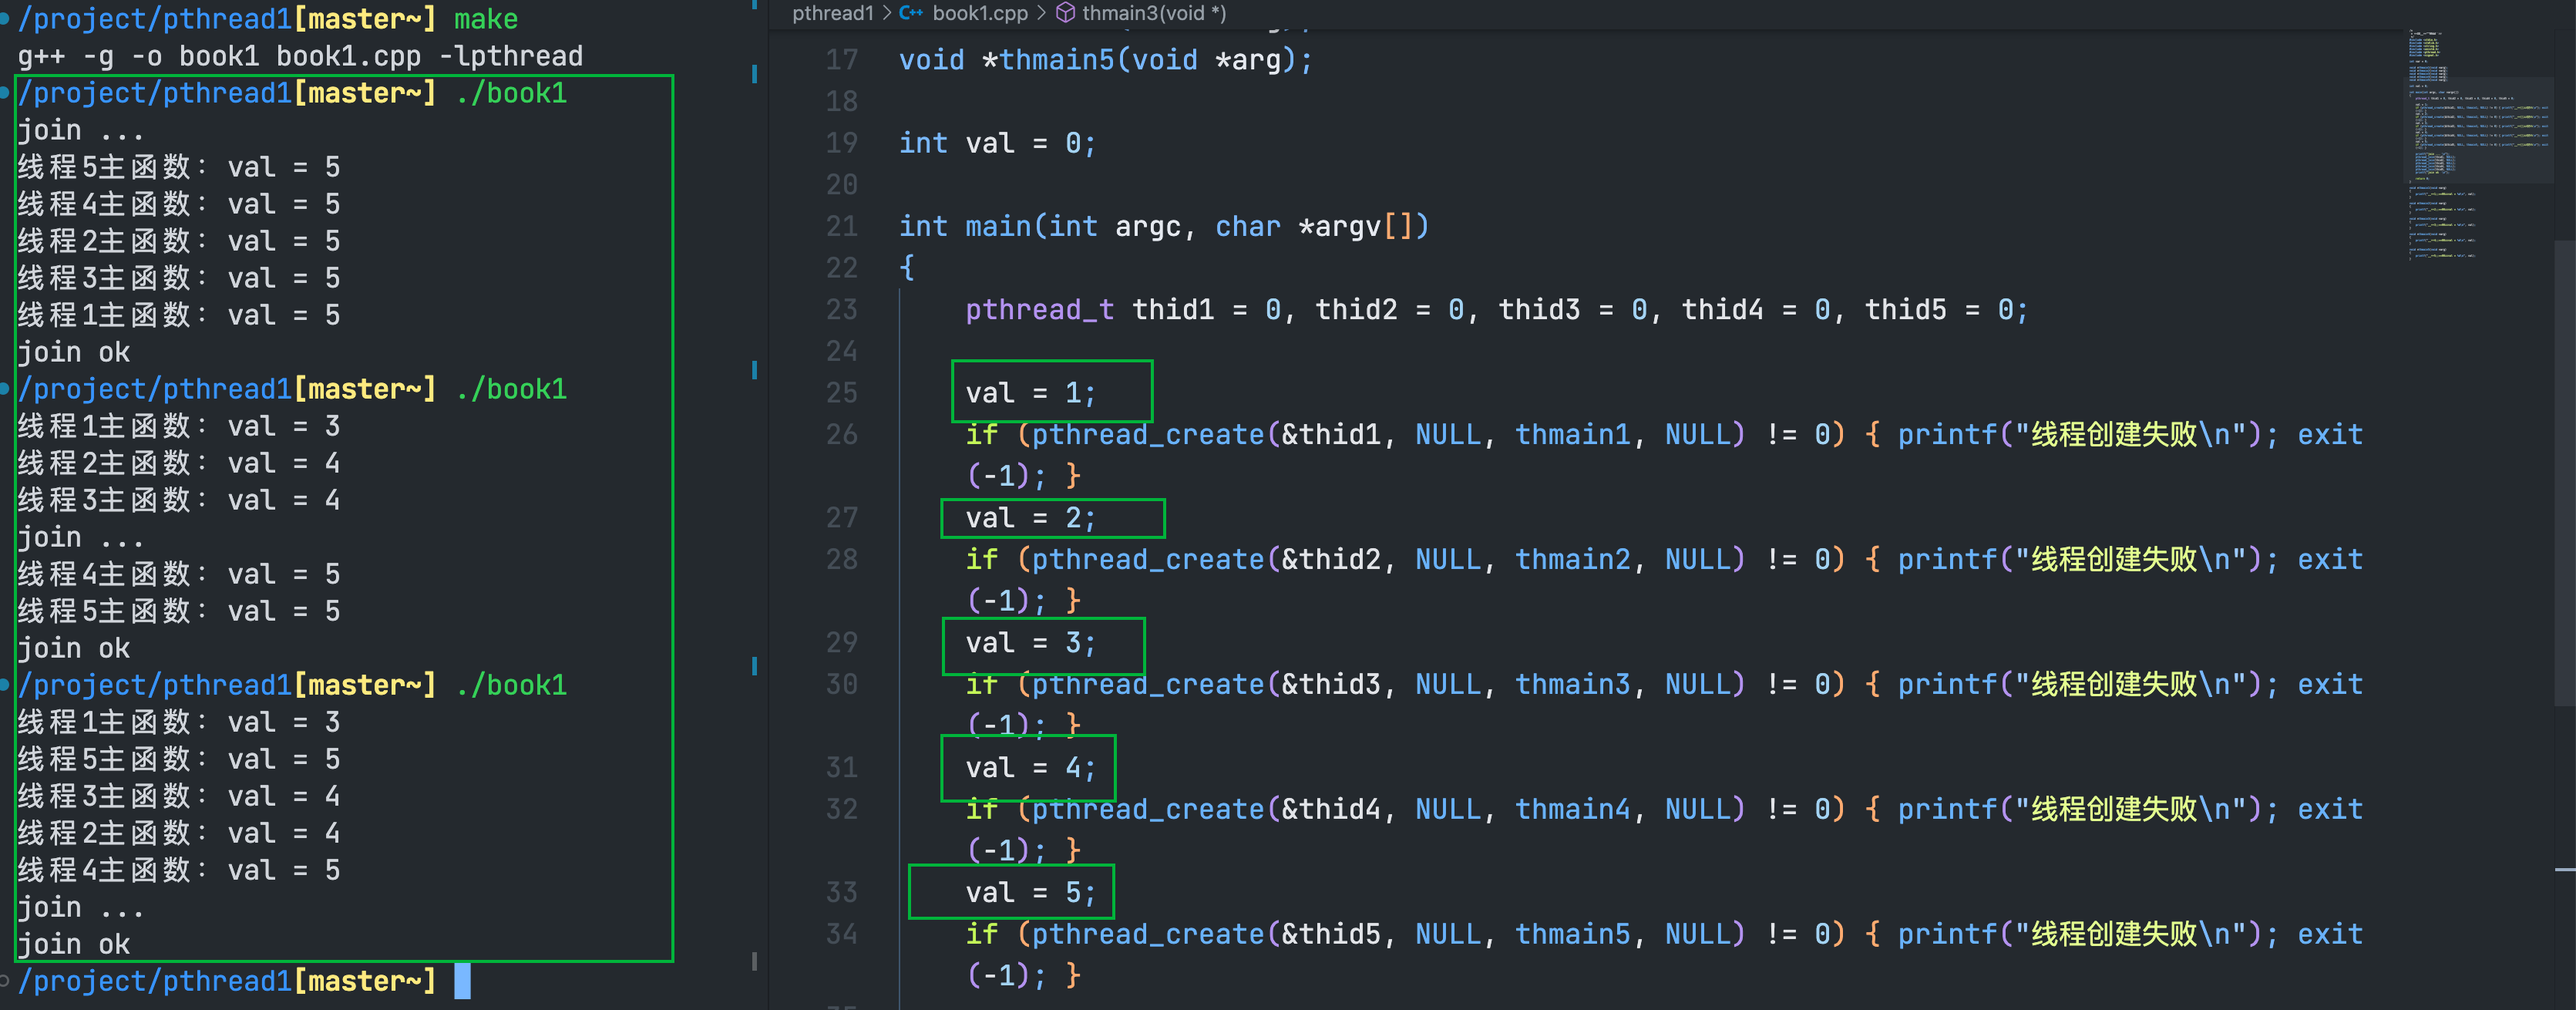 /project/pthread1[master~] make
g++ -g -o book1 book1.cpp -lpthread
/project/pthread1[master~] ./book1
join ...
线程5主函数：val = 5
线程4主函数：val = 5
线程2主函数：val = 5
线程3主函数：val = 5
线程1主函数：val = 5
join ok
/project/pthread1[master~] ./book1
线程1主函数：val = 3
线程2主函数：val = 4
线程3主函数：val = 4
join ...
线程4主函数：val = 5
线程5主函数：val = 5
join ok
/project/pthread1[master~] ./book1
线程1主函数：val = 3
线程5主函数：val = 5
线程3主函数：val = 4
线程2主函数：val = 4
线程4主函数：val = 5
join ...
join ok
/project/pthread1[master~]
pthread1 > C++ book1.cpp > thmain3(void *)
17 void *thmain5(void *arg);
18
19 int val = 0;
20
21 int main(int argc, char *argv[])
22 {
23 pthread_t thid1 = 0, thid2 = 0, thid3 = 0, thid4 = 0, thid5 = 0;
24
25 val = 1;
26 if (pthread_create(&thid1, NULL, thmain1, NULL) != 0) { printf("线程创建失败\n"); exit
(-1); }
27 val = 2;
28 if (pthread_create(&thid2, NULL, thmain2, NULL) != 0) { printf("线程创建失败\n"); exit
(-1); }
29 val = 3;
30 if (pthread_create(&thid3, NULL, thmain3, NULL) != 0) { printf("线程创建失败\n"); exit
(-1); }
31 val = 4;
32 if (pthread_create(&thid4, NULL, thmain4, NULL) != 0) { printf("线程创建失败\n"); exit
(-1); }
33 val = 5;
34 if (pthread_create(&thid5, NULL, thmain5, NULL) != 0) { printf("线程创建失败\n"); exit
(-1); }